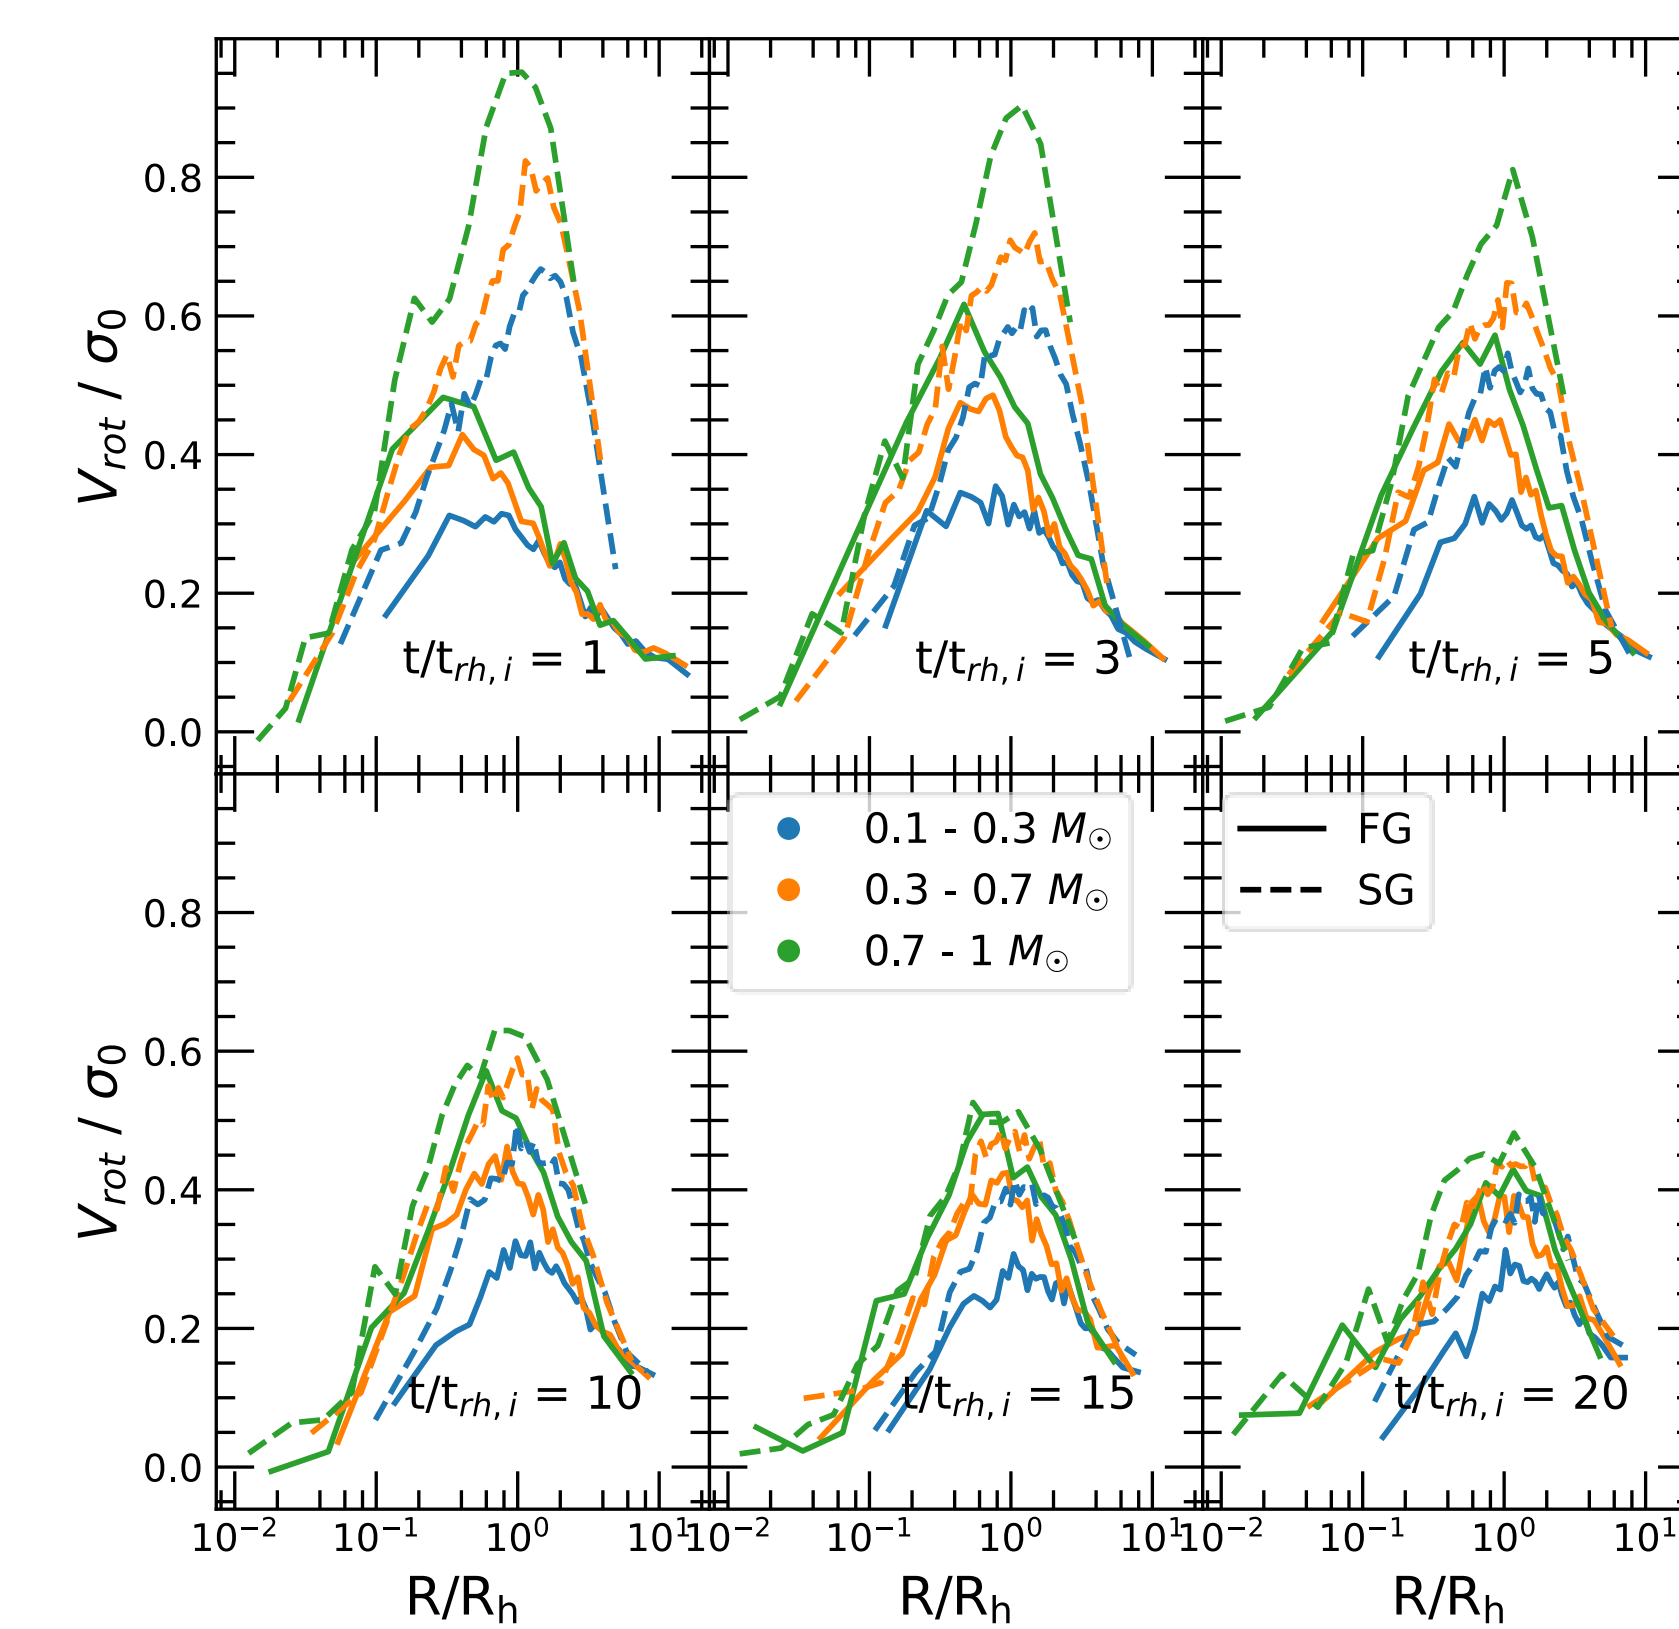 V_rot / σ_0
0.8
0.6
0.4
0.2
0.0
t/t_rh, i = 1
t/t_rh, i = 3
t/t_rh, i = 5
V_rot / σ_0
0.8
0.6
0.4
0.2
0.0
0.1 - 0.3 M_☉
0.3 - 0.7 M_☉
0.7 - 1 M_☉
FG
SG
t/t_rh, i = 10
t/t_rh, i = 15
t/t_rh, i = 20
10^−2 10^−1 10^0 10^1
10^−2 10^−1 10^0 10^1
10^−2 10^−1 10^0 10^1
R/R_h
R/R_h
R/R_h